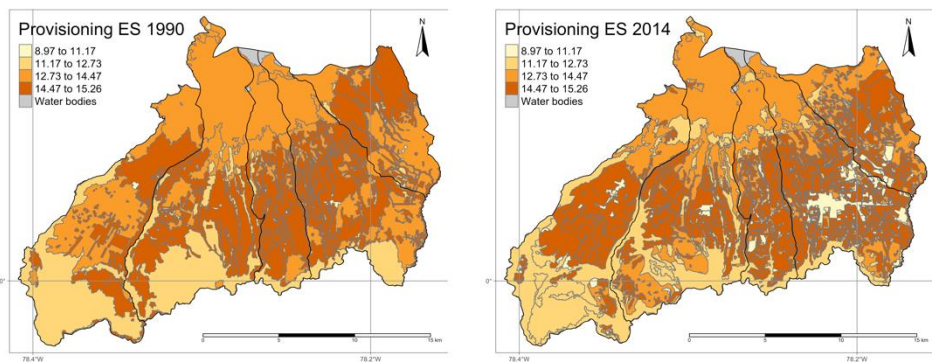 Provisioning ES 1990
8.97 to 11.17
11.17 to 12.73
12.73 to 14.47
14.47 to 15.26
Water bodies
N
0°
0 5 10 15 km
78.4°W 78.2°W
Provisioning ES 2014
8.97 to 11.17
11.17 to 12.73
12.73 to 14.47
14.47 to 15.26
Water bodies
N
0°
0 5 10 15 km
78.4°W 78.2°W